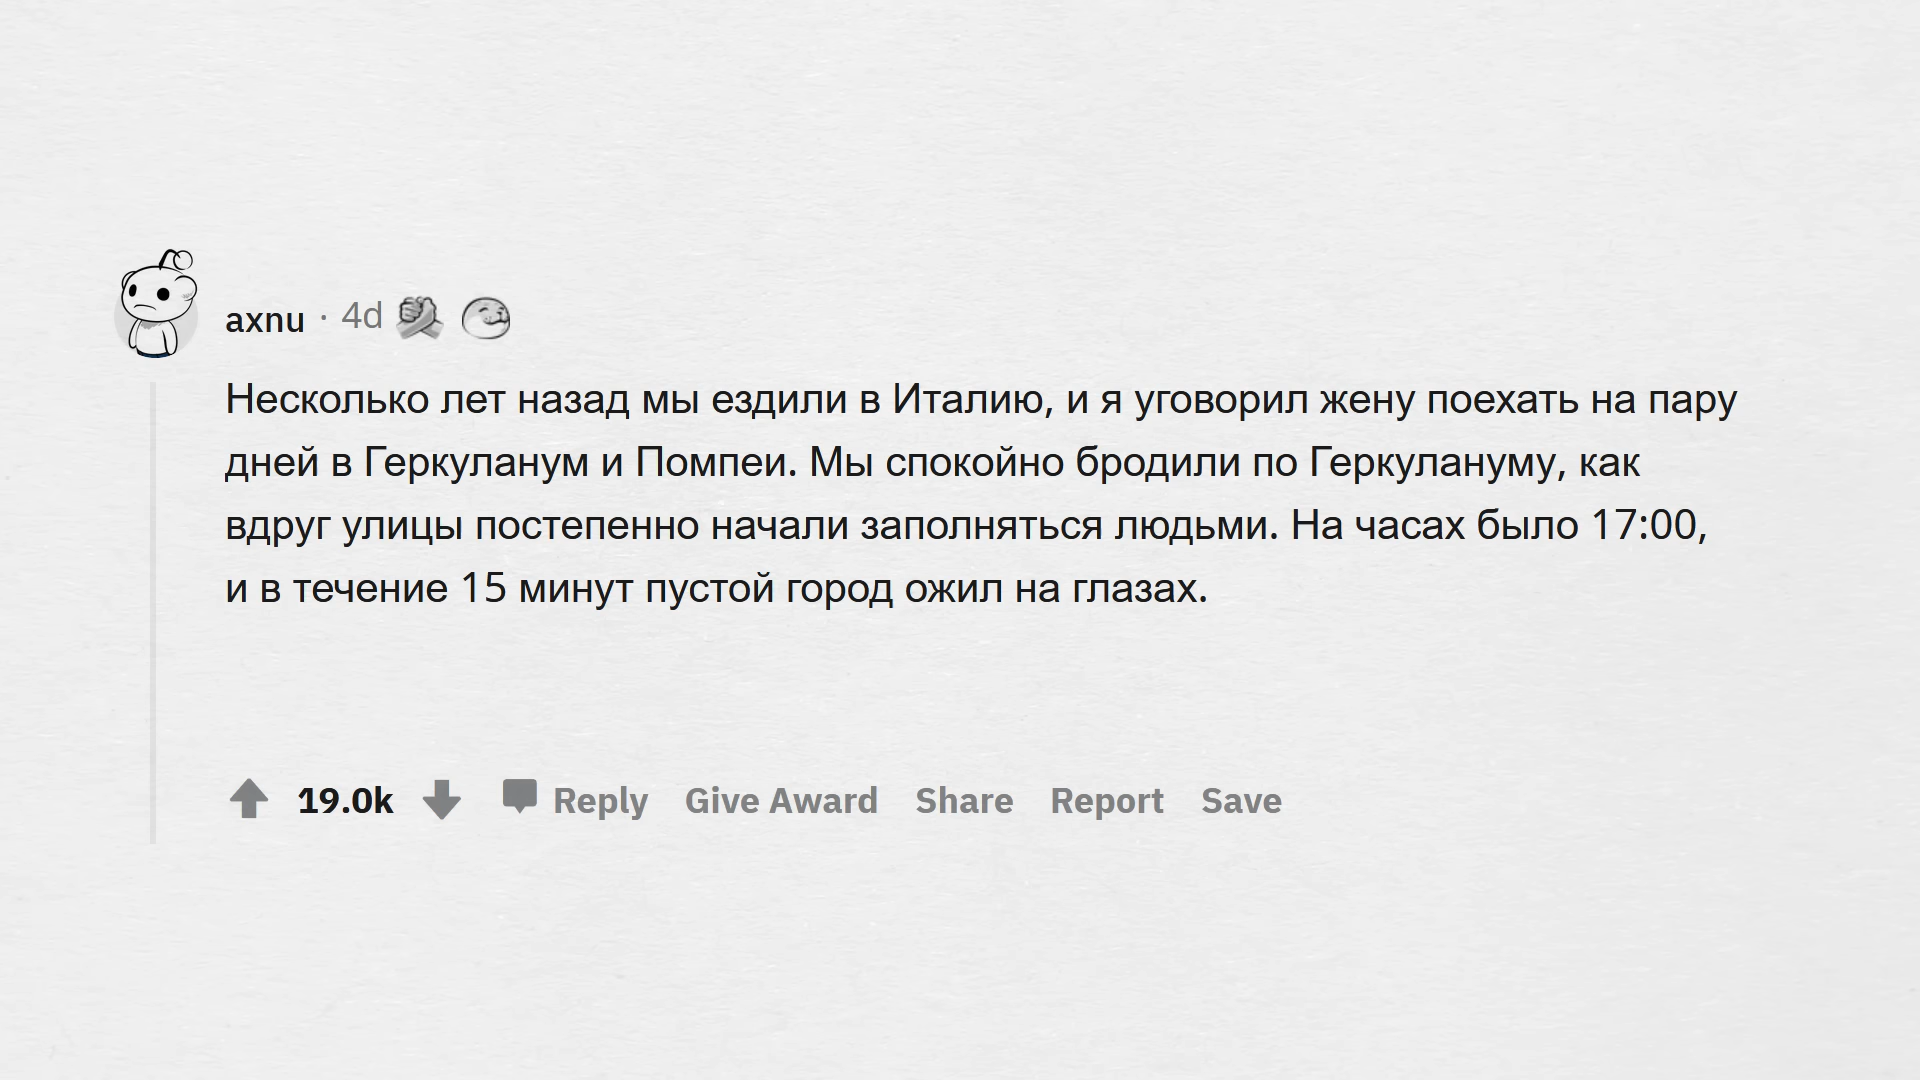 axnu · 4d
Несколько лет назад мы ездили в Италию, и я уговорил жену поехать на пару
дней в Геркуланум и Помпеи. Мы спокойно бродили по Геркулануму, как
вдруг улицы постепенно начали заполняться людьми. На часах было 17:00,
и в течение 15 минут пустой город ожил на глазах.
19.0k Reply Give Award Share Report Save